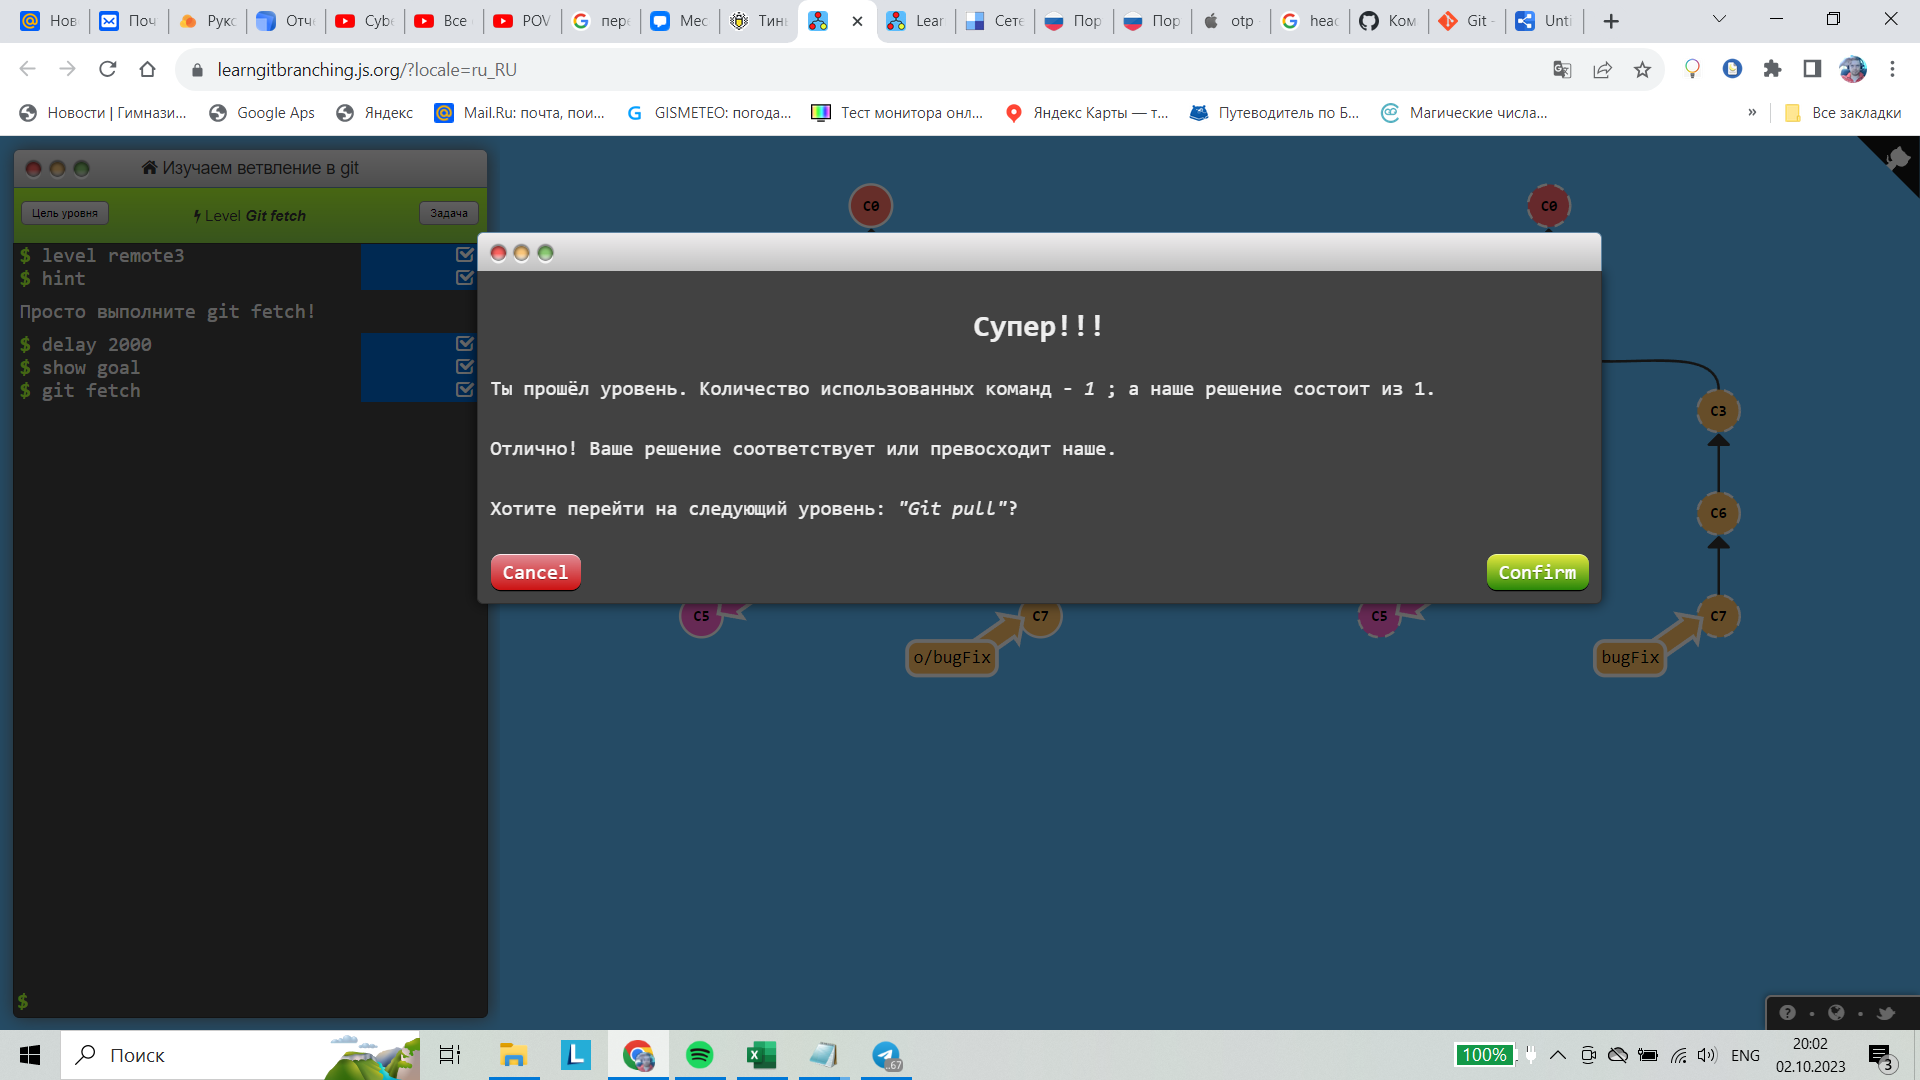 Нов
Поч
Рукс
Отче
Cybe
Все
POV
пере
Мес
Тинь
Lear
Сете
Пор
Пор
otp
head
Ком
Git -
Unti
learngitbranching.js.org/?locale=ru_RU
Новости | Гимнази...
Google Aps
Яндекс
Mail.Ru: почта, пои...
GISMETEO: погода...
Тест монитора онл...
Яндекс Карты — т...
Путеводитель по Б...
Магические числа...
»
Все закладки
Изучаем ветвление в git
Цель уровня
Level Git fetch
Задача
$ level remote3
$ hint
Просто выполните git fetch!
$ delay 2000
$ show goal
$ git fetch
$
C0
C0
Супер!!!
Ты прошёл уровень. Количество использованных команд - 1 ; а наше решение состоит из 1.
Отлично! Ваше решение соответствует или превосходит наше.
Хотите перейти на следующий уровень: "Git pull"?
Cancel
Confirm
C3
C6
C5
C7
C5
C7
o/bugFix
bugFix
Поиск
L
67
100%
ENG
20:02
02.10.2023
3